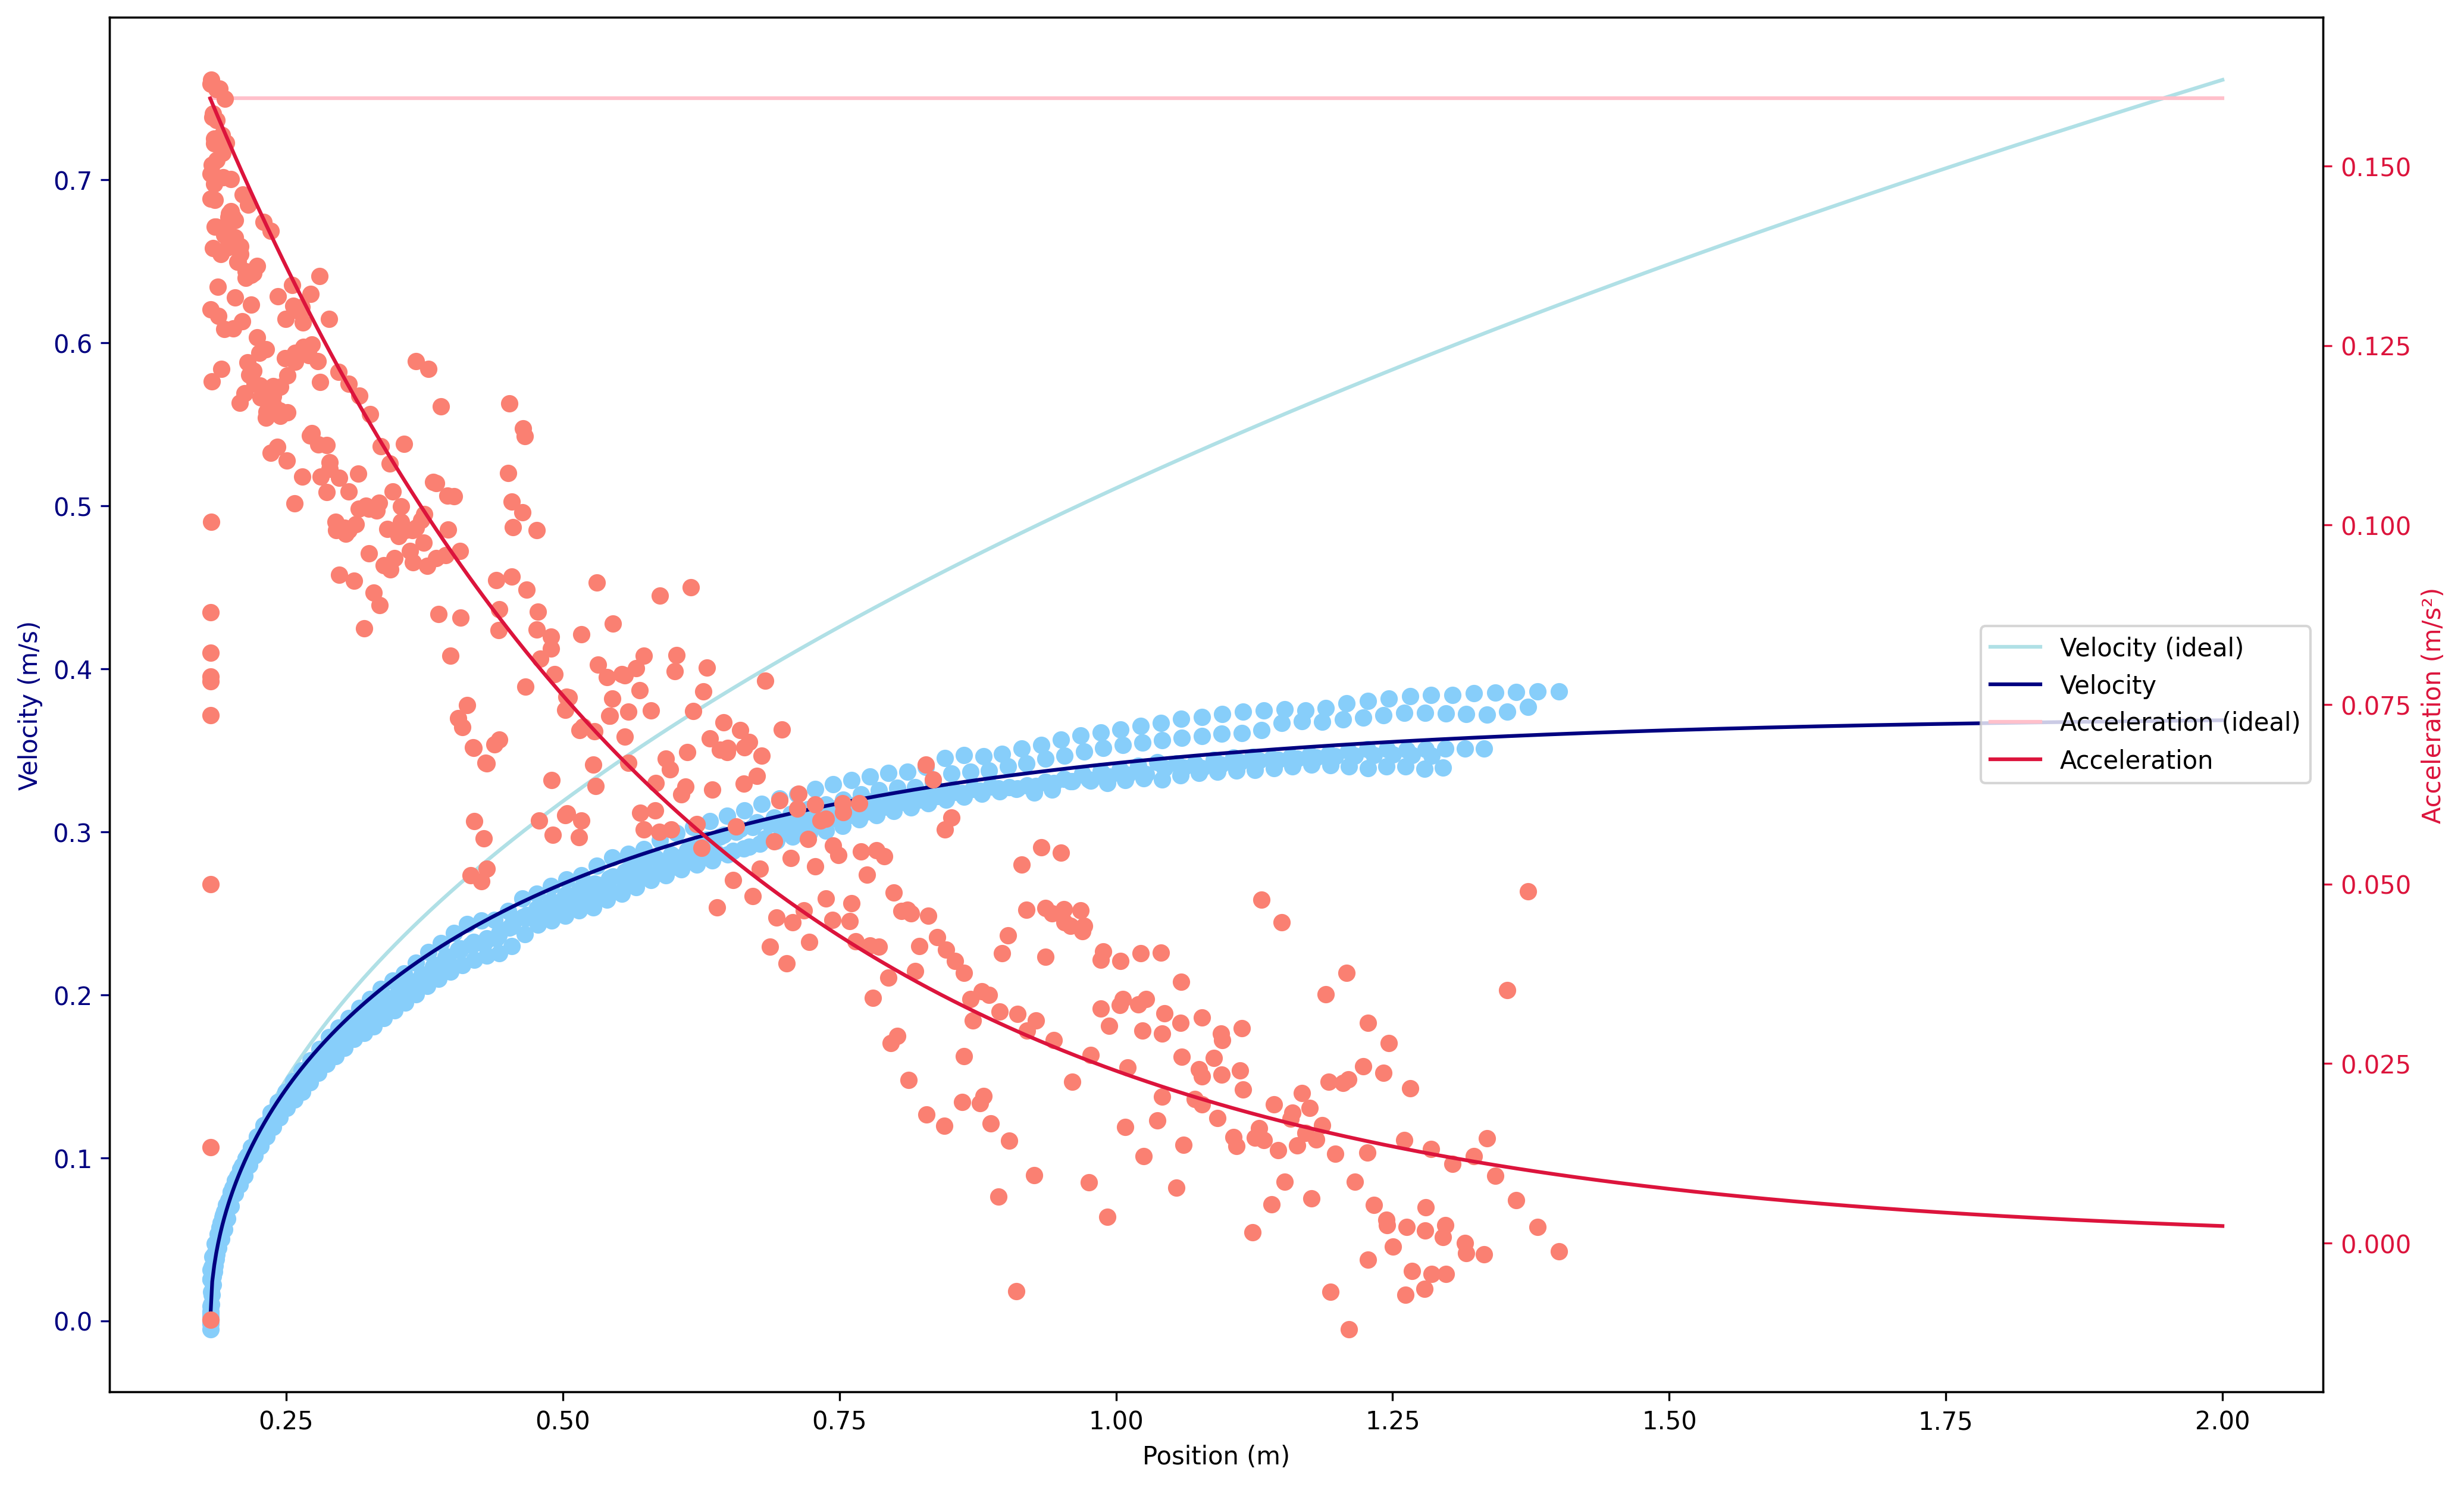 0.7
0.6
0.5
0.4
0.3
0.2
0.1
0.0
Velocity (m/s)
0.150
0.125
0.100
0.075
0.050
0.025
0.000
Acceleration (m/s²)
Velocity (ideal)
Velocity
Acceleration (ideal)
Acceleration
0.25 0.50 0.75 1.00 1.25 1.50 1.75 2.00
Position (m)